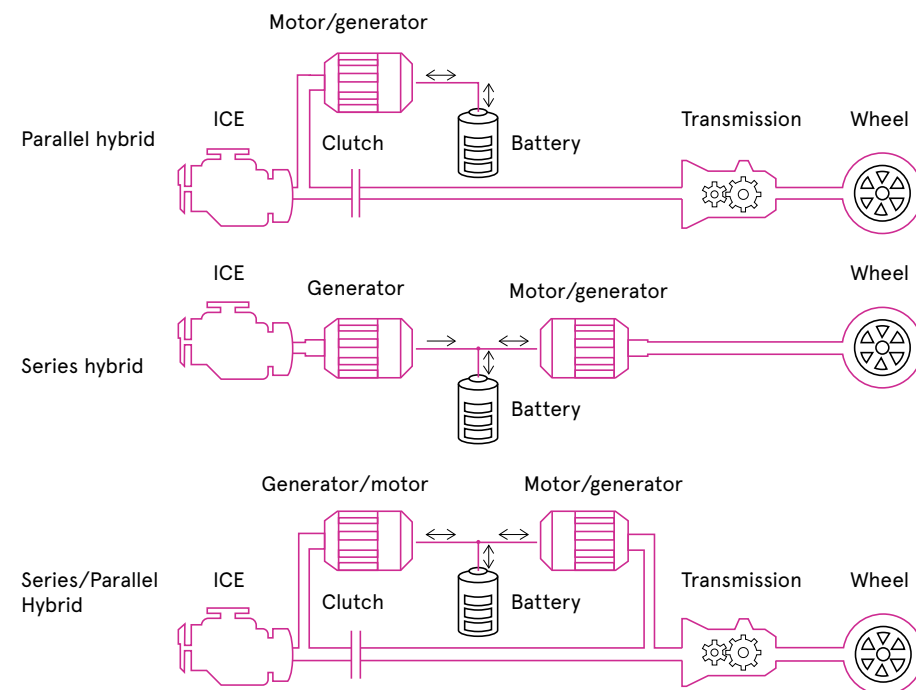 Motor/generator
ICE
Transmission
Wheel
Parallel hybrid
Clutch
Battery
ICE
Wheel
Generator
Motor/generator
Series hybrid
Battery
Generator/motor
Motor/generator
Series/Parallel
Hybrid
ICE
Transmission
Wheel
Clutch
Battery